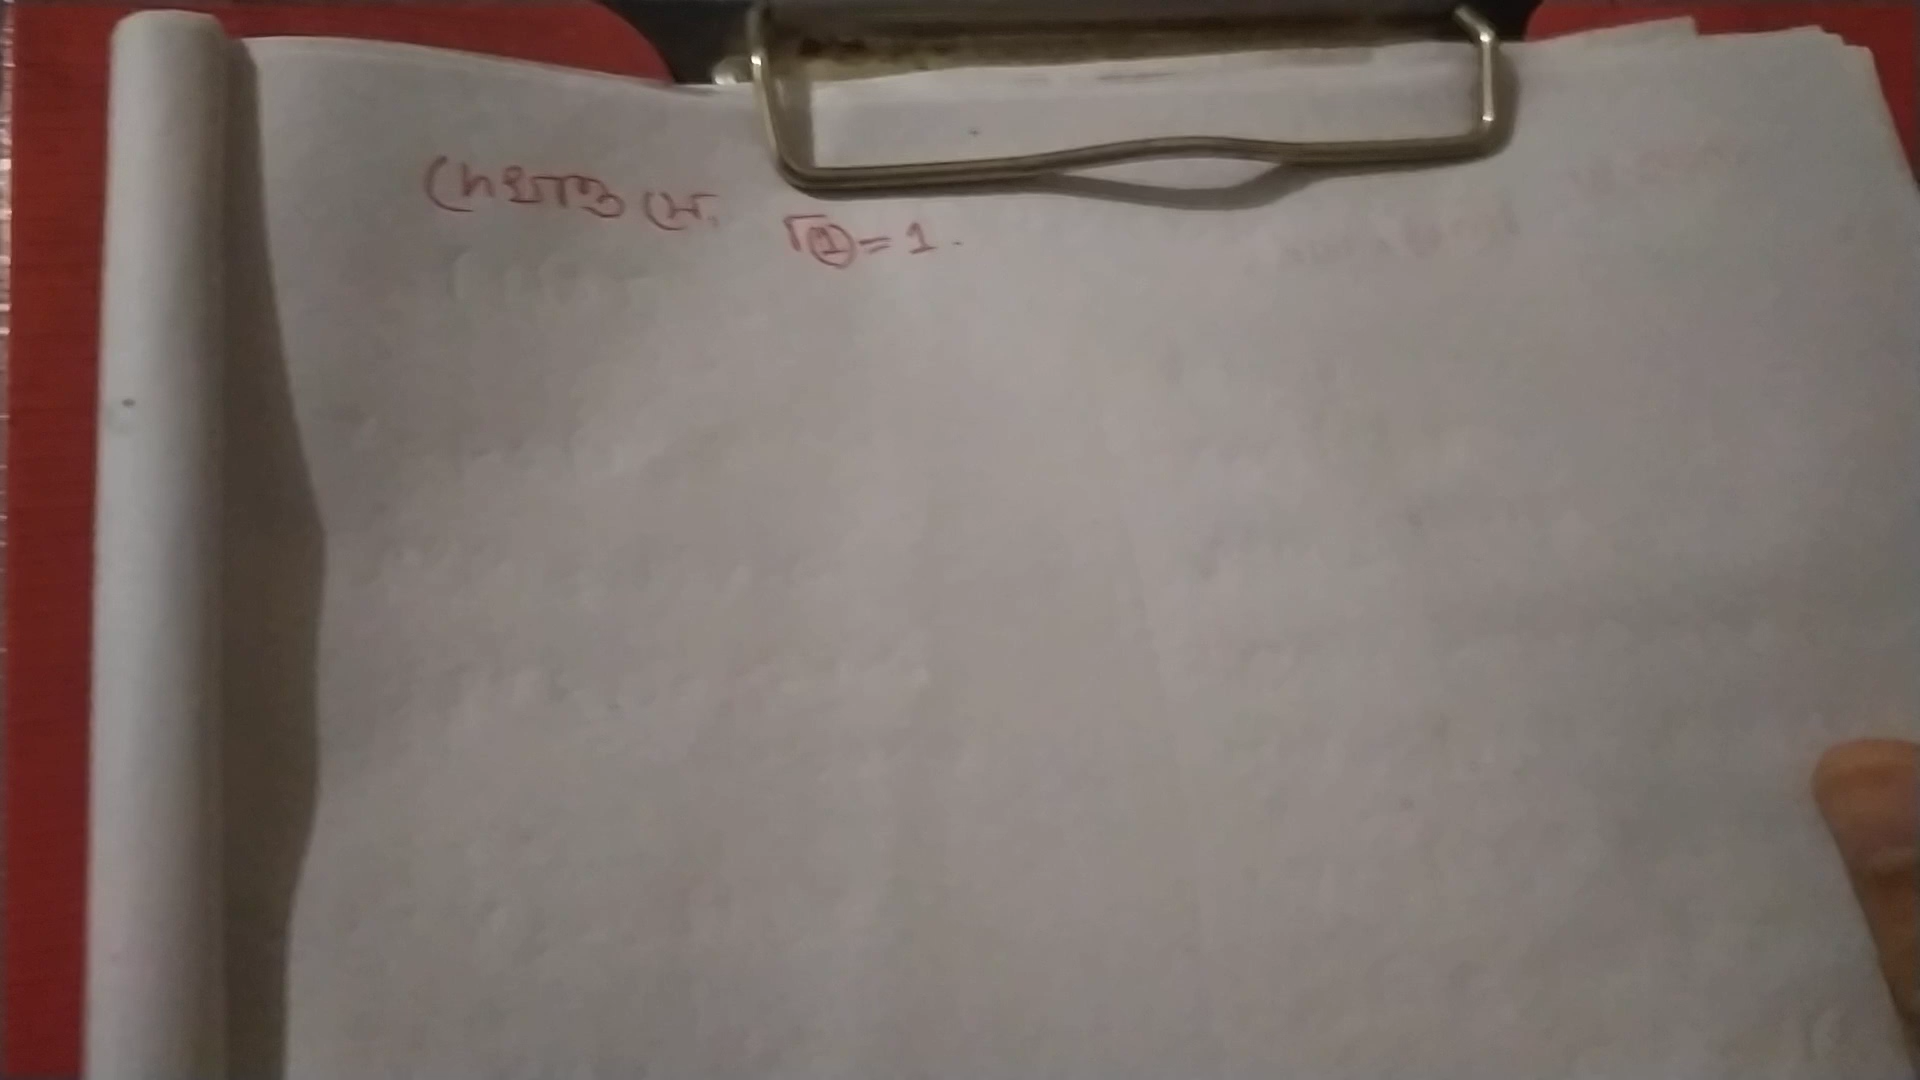 দেখাও যে, √① = 1.